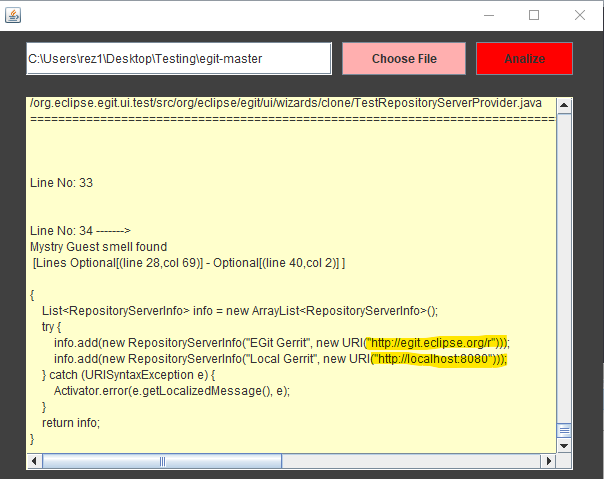 C:\Users\rez1\Desktop\Testing\egit-master
Choose File
Analize
/org.eclipse.egit.ui.test/src/org/eclipse/egit/ui/wizards/clone/TestRepositoryServerProvider.java
===========================================================================
Line No: 33
Line No: 34 ------->
Mystry Guest smell found
[Lines Optional[(line 28,col 69)] - Optional[(line 40,col 2)] ]
{
List<RepositoryServerInfo> info = new ArrayList<RepositoryServerInfo>();
try {
info.add(new RepositoryServerInfo("EGit Gerrit", new URI("http://egit.eclipse.org/r")));
info.add(new RepositoryServerInfo("Local Gerrit", new URI("http://localhost:8080")));
} catch (URISyntaxException e) {
Activator.error(e.getLocalizedMessage(), e);
}
return info;
}